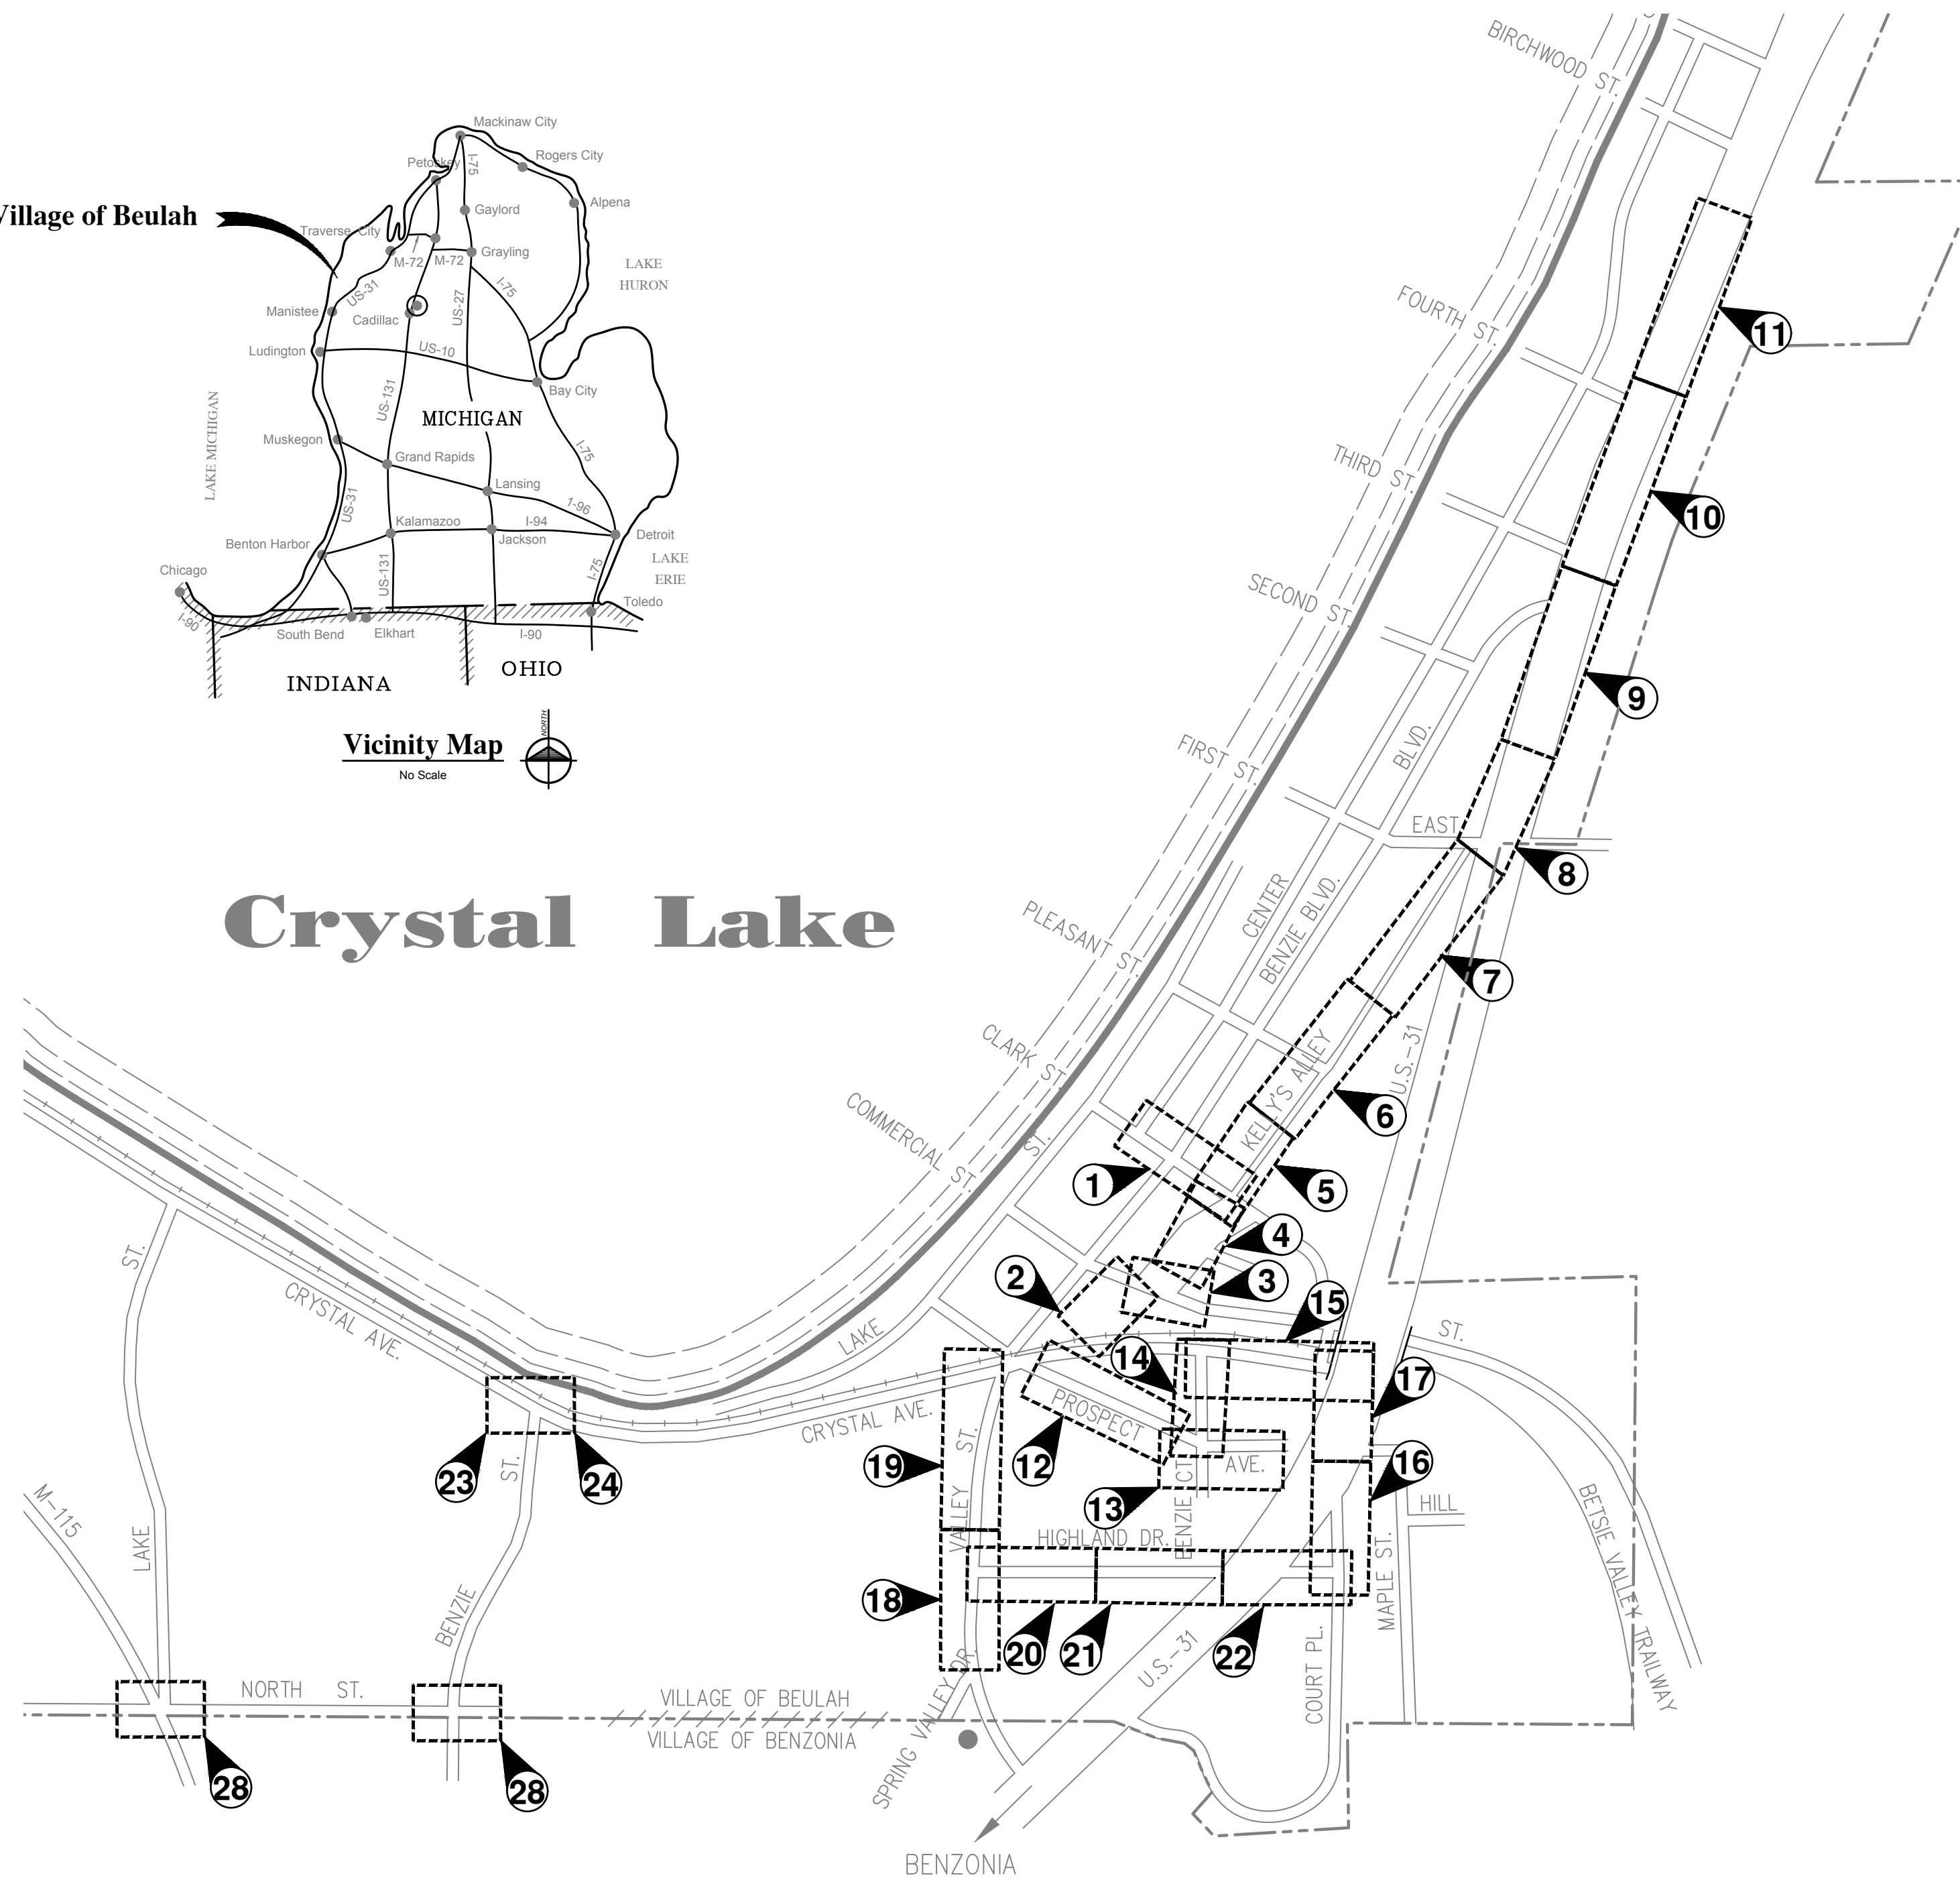 Mackinaw City
Petoskey
I-75
Rogers City
Village of Beulah
Traverse City
Gaylord
Alpena
M-72
M-72
Grayling
LAKE
HURON
US-31
Manistee
Cadillac
US-27
I-75
Ludington
US-10
Bay City
US-131
MICHIGAN
LAKE MICHIGAN
Muskegon
Grand Rapids
I-75
Lansing
US-31
I-96
Kalamazoo
I-94
Jackson
Detroit
Benton Harbor
US-131
I-75
LAKE
ERIE
Chicago
Toledo
I-90
South Bend
Elkhart
I-90
INDIANA
OHIO
Vicinity Map
No Scale
NORTH
Crystal Lake
BIRCHWOOD ST.
FOURTH ST.
THIRD ST.
SECOND ST.
FIRST ST.
PLEASANT ST.
CLARK ST.
COMMERCIAL ST.
BLVD.
EAST
CENTER
BENZIE BLVD.
KELLY'S ALLEY
U.S.-31
ST.
LAKE
11
10
9
8
7
6
5
1
4
3
2
15
14
17
16
12
13
19
18
20
21
22
23
24
28
28
ST.
CRYSTAL AVE.
CRYSTAL AVE.
PROSPECT
AVE.
BENZIE CT.
VALLEY ST.
HIGHLAND DR.
ST.
HILL
MAPLE ST.
BETSIE VALLEY TRAILWAY
COURT PL.
U.S.-31
M-115
LAKE
BENZIE
ST.
NORTH ST.
VILLAGE OF BEULAH
VILLAGE OF BENZONIA
SPRING VALLEY DR.
BENZONIA